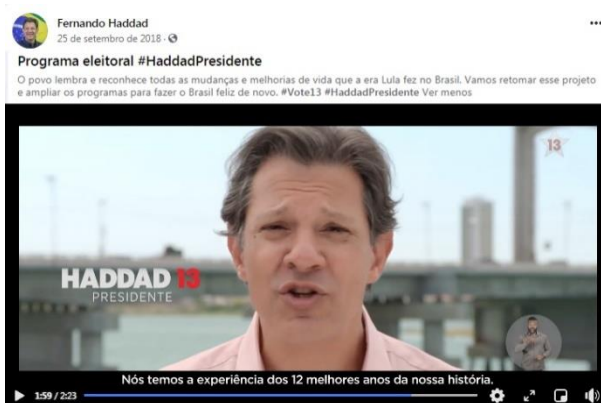 Fernando Haddad
25 de setembro de 2018 ·
Programa eleitoral #HaddadPresidente
O povo lembra e reconhece todas as mudanças e melhorias de vida que a era Lula fez no Brasil. Vamos retomar esse projeto
e ampliar os programas para fazer o Brasil feliz de novo. #Vote13 #HaddadPresidente Ver menos
13
HADDAD 13
PRESIDENTE
Nós temos a experiência dos 12 melhores anos da nossa história.
1:59 / 2:23